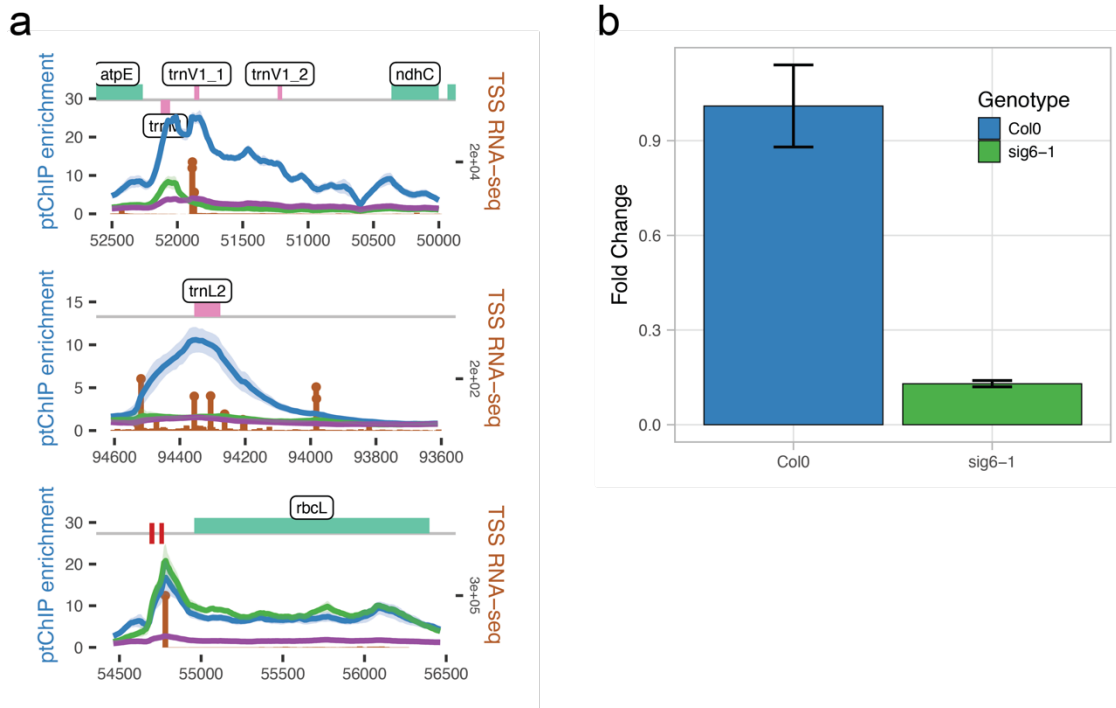 a
atpE trnV1_1 trnV1_2 ndhC
ptChIP enrichment
30
20
10
0
TSS RNA-seq
2e+04
52500 52000 51500 51000 50500 50000
trnL2
ptChIP enrichment
15
10
5
0
TSS RNA-seq
2e+02
94600 94400 94200 94000 93800 93600
rbcL
ptChIP enrichment
30
20
10
0
TSS RNA-seq
3e+05
54500 55000 55500 56000 56500
b
Fold Change
0.9
0.6
0.3
0.0
Genotype
Col0
sig6-1
Col0 sig6-1